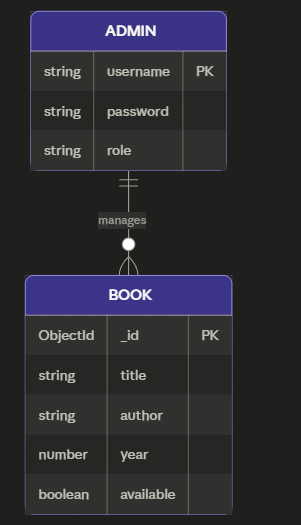 ADMIN
string username PK
string password
string role
manages
BOOK
ObjectId _id PK
string title
string author
number year
boolean available